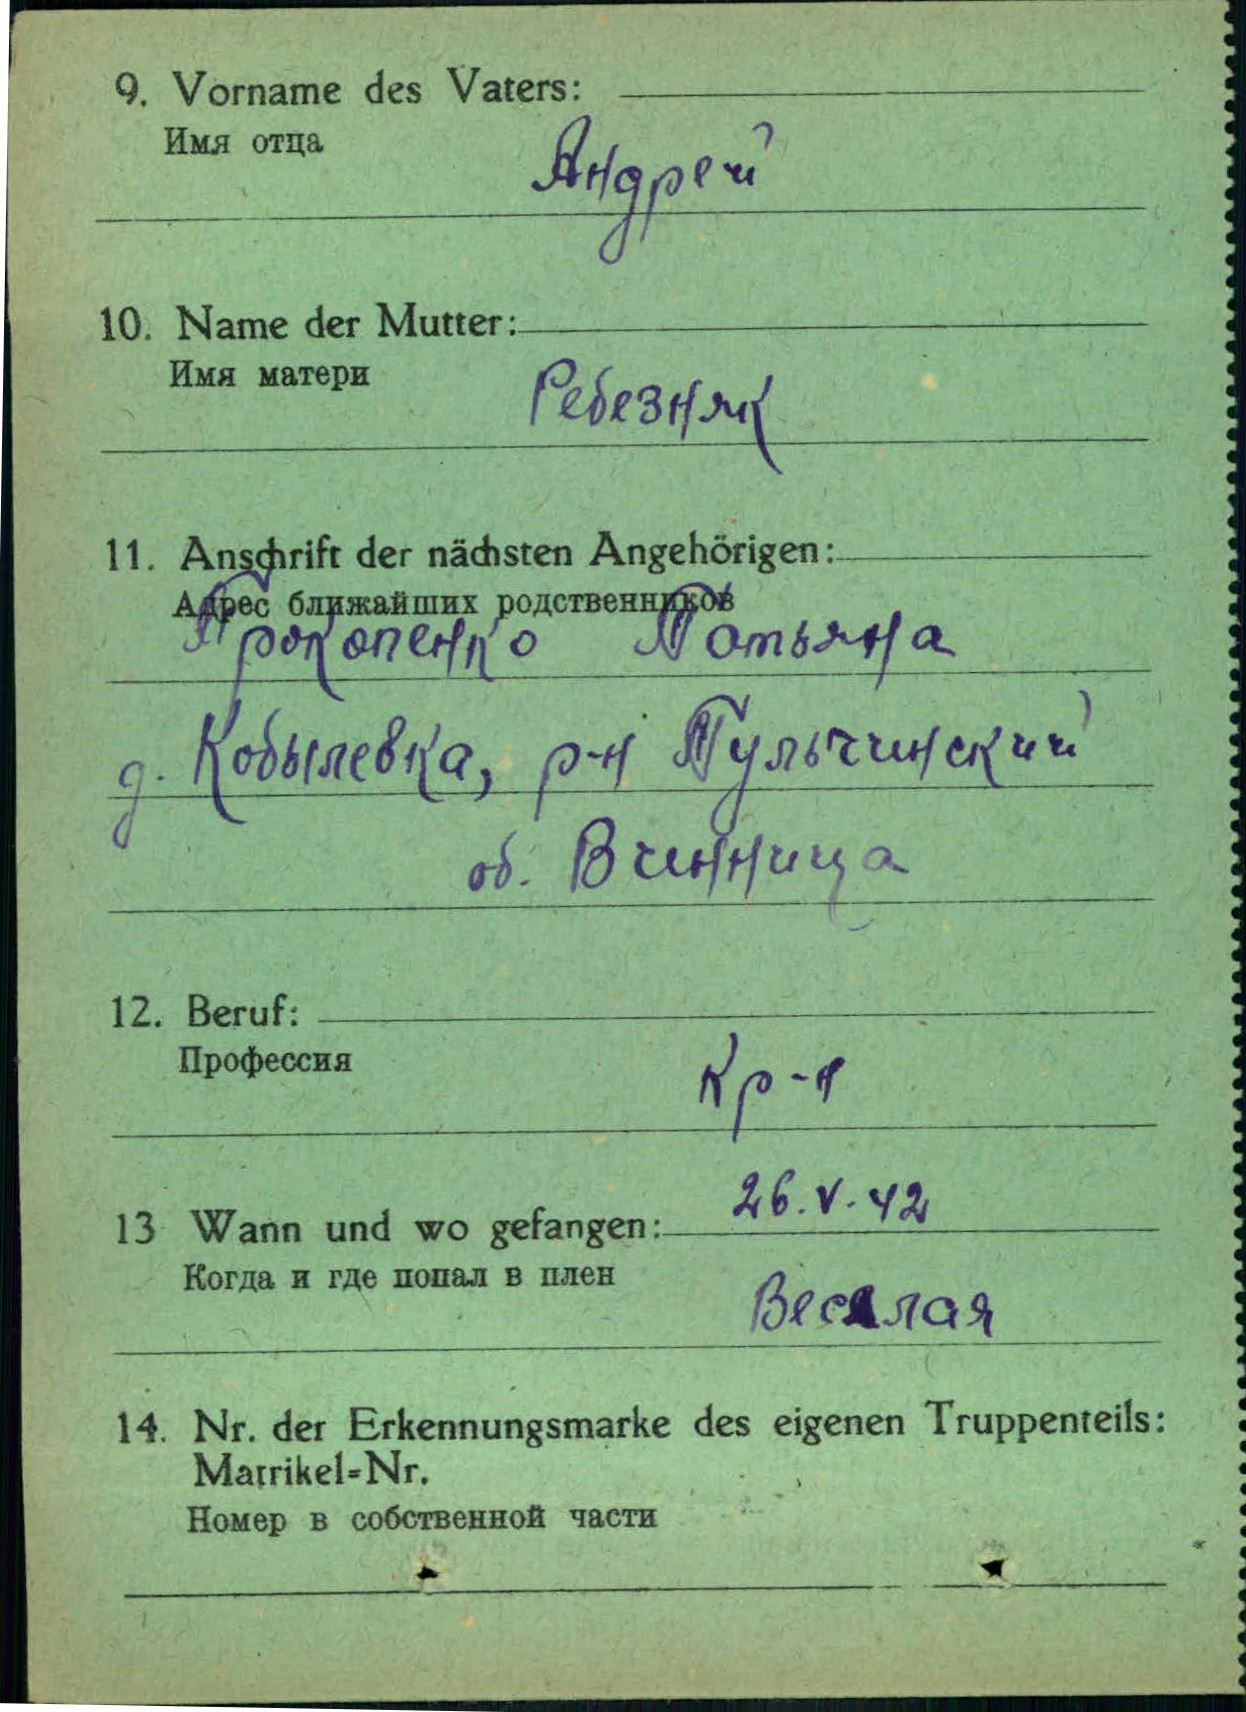 9. Vorname des Vaters:
Имя отца
Андрей
10. Name der Mutter:
Имя матери
Ребезняк
11. Anschrift der nächsten Angehörigen:
Адрес ближайших родственников
Прокопенко Татьяна
д. Кобылевка, р-н Тульчинский
об. Винница
12. Beruf:
Профессия
Кр-н
26.V.42
13 Wann und wo gefangen:
Когда и где попал в плен
Веселая
14. Nr. der Erkennungsmarke des eigenen Truppenteils:
Matrikel=Nr.
Номер в собственной части